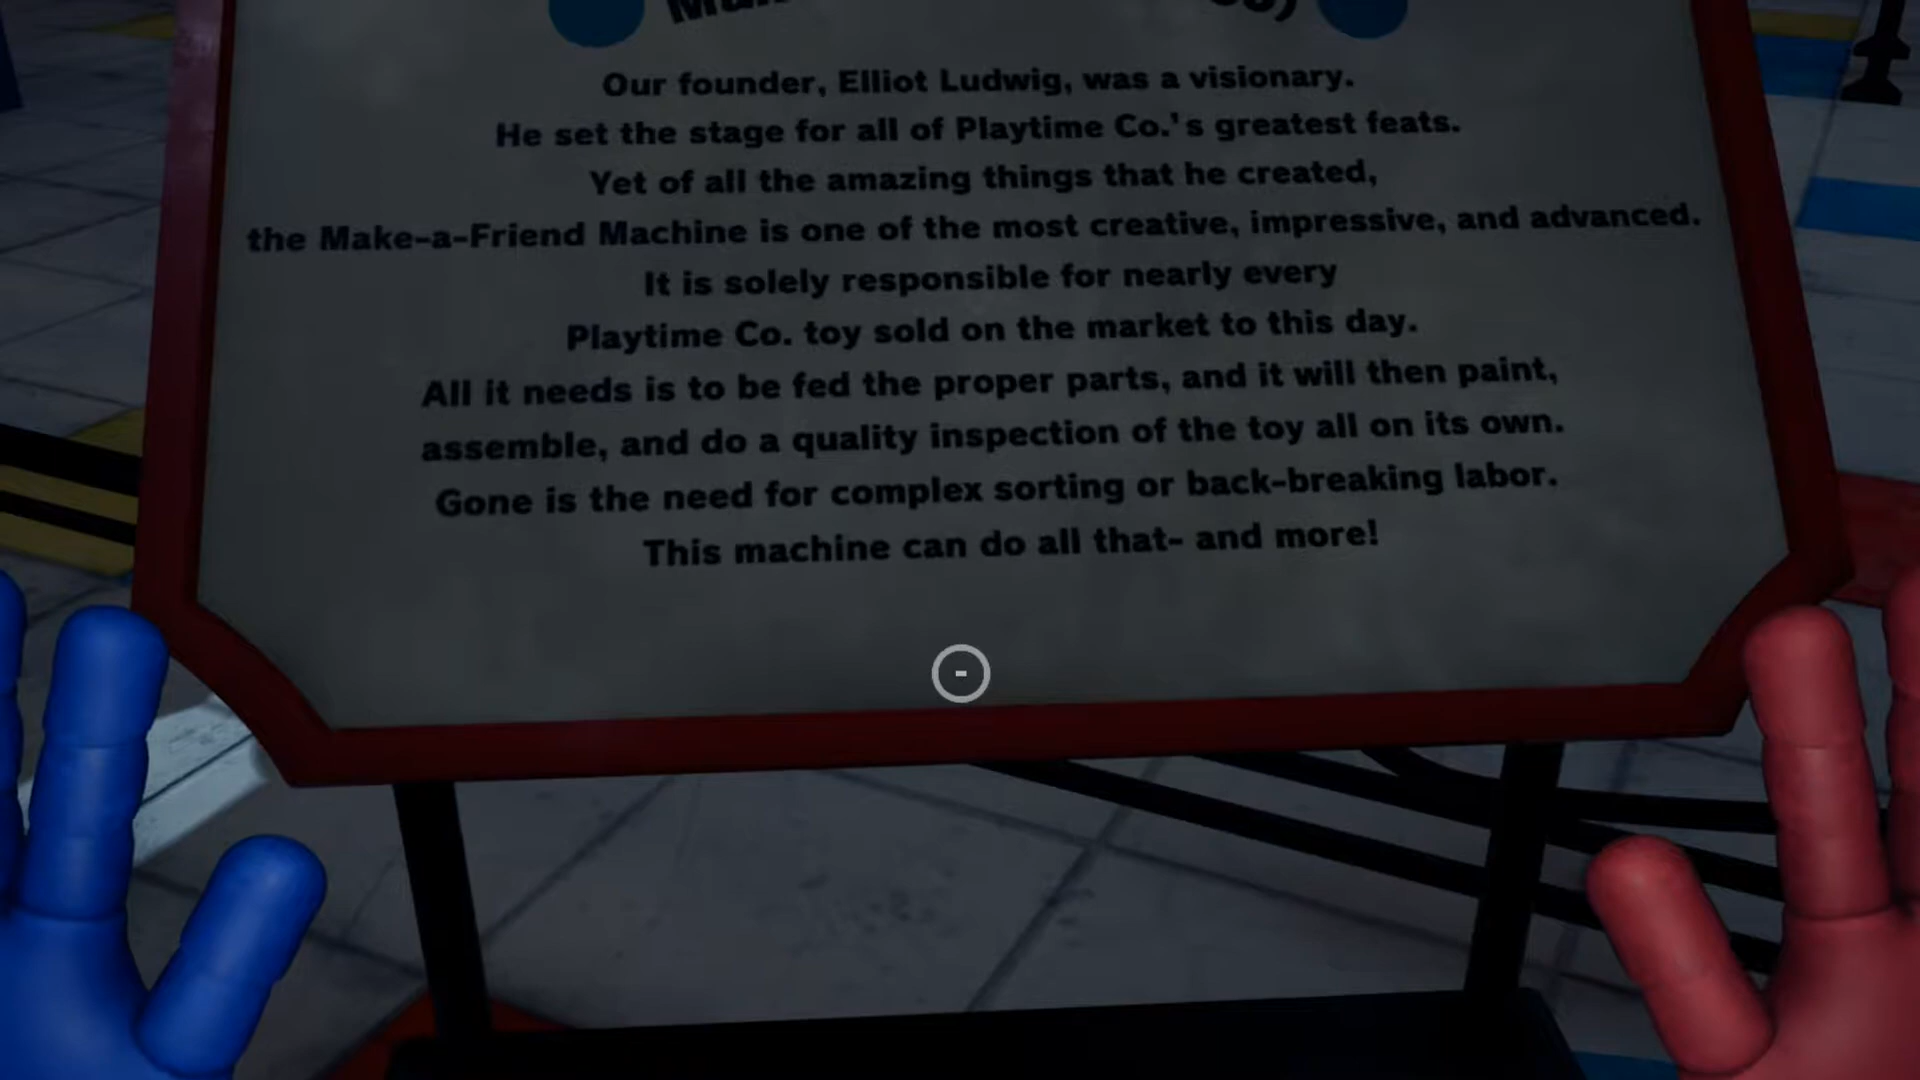 Our founder, Elliot Ludwig, was a visionary.
He set the stage for all of Playtime Co.'s greatest feats.
Yet of all the amazing things that he created,
the Make-a-Friend Machine is one of the most creative, impressive, and advanced.
It is solely responsible for nearly every
Playtime Co. toy sold on the market to this day.
All it needs is to be fed the proper parts, and it will then paint,
assemble, and do a quality inspection of the toy all on its own.
Gone is the need for complex sorting or back-breaking labor.
This machine can do all that- and more!